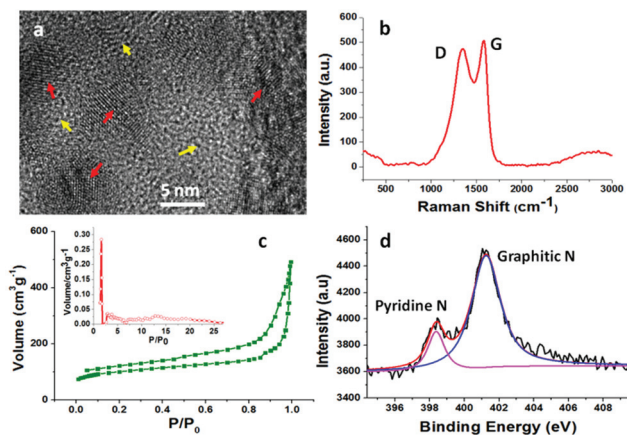 a
5 nm
b
D
G
Intensity (a.u.)
500
400
300
200
100
0
500 1000 1500 2000 2500 3000
Raman Shift (cm-1)
c
Volume (cm3 g-1)
600
400
200
0
0.0 0.2 0.4 0.6 0.8 1.0
P/P0
Volume/cm3g-1
0.30
0.25
0.20
0.15
0.10
0.05
0.00
0 5 10 15 20 25
P/P0
d
Graphitic N
Pyridine N
Intensity (a.u)
4600
4400
4200
4000
3800
3600
3400
396 398 400 402 404 406 408
Binding Energy (eV)